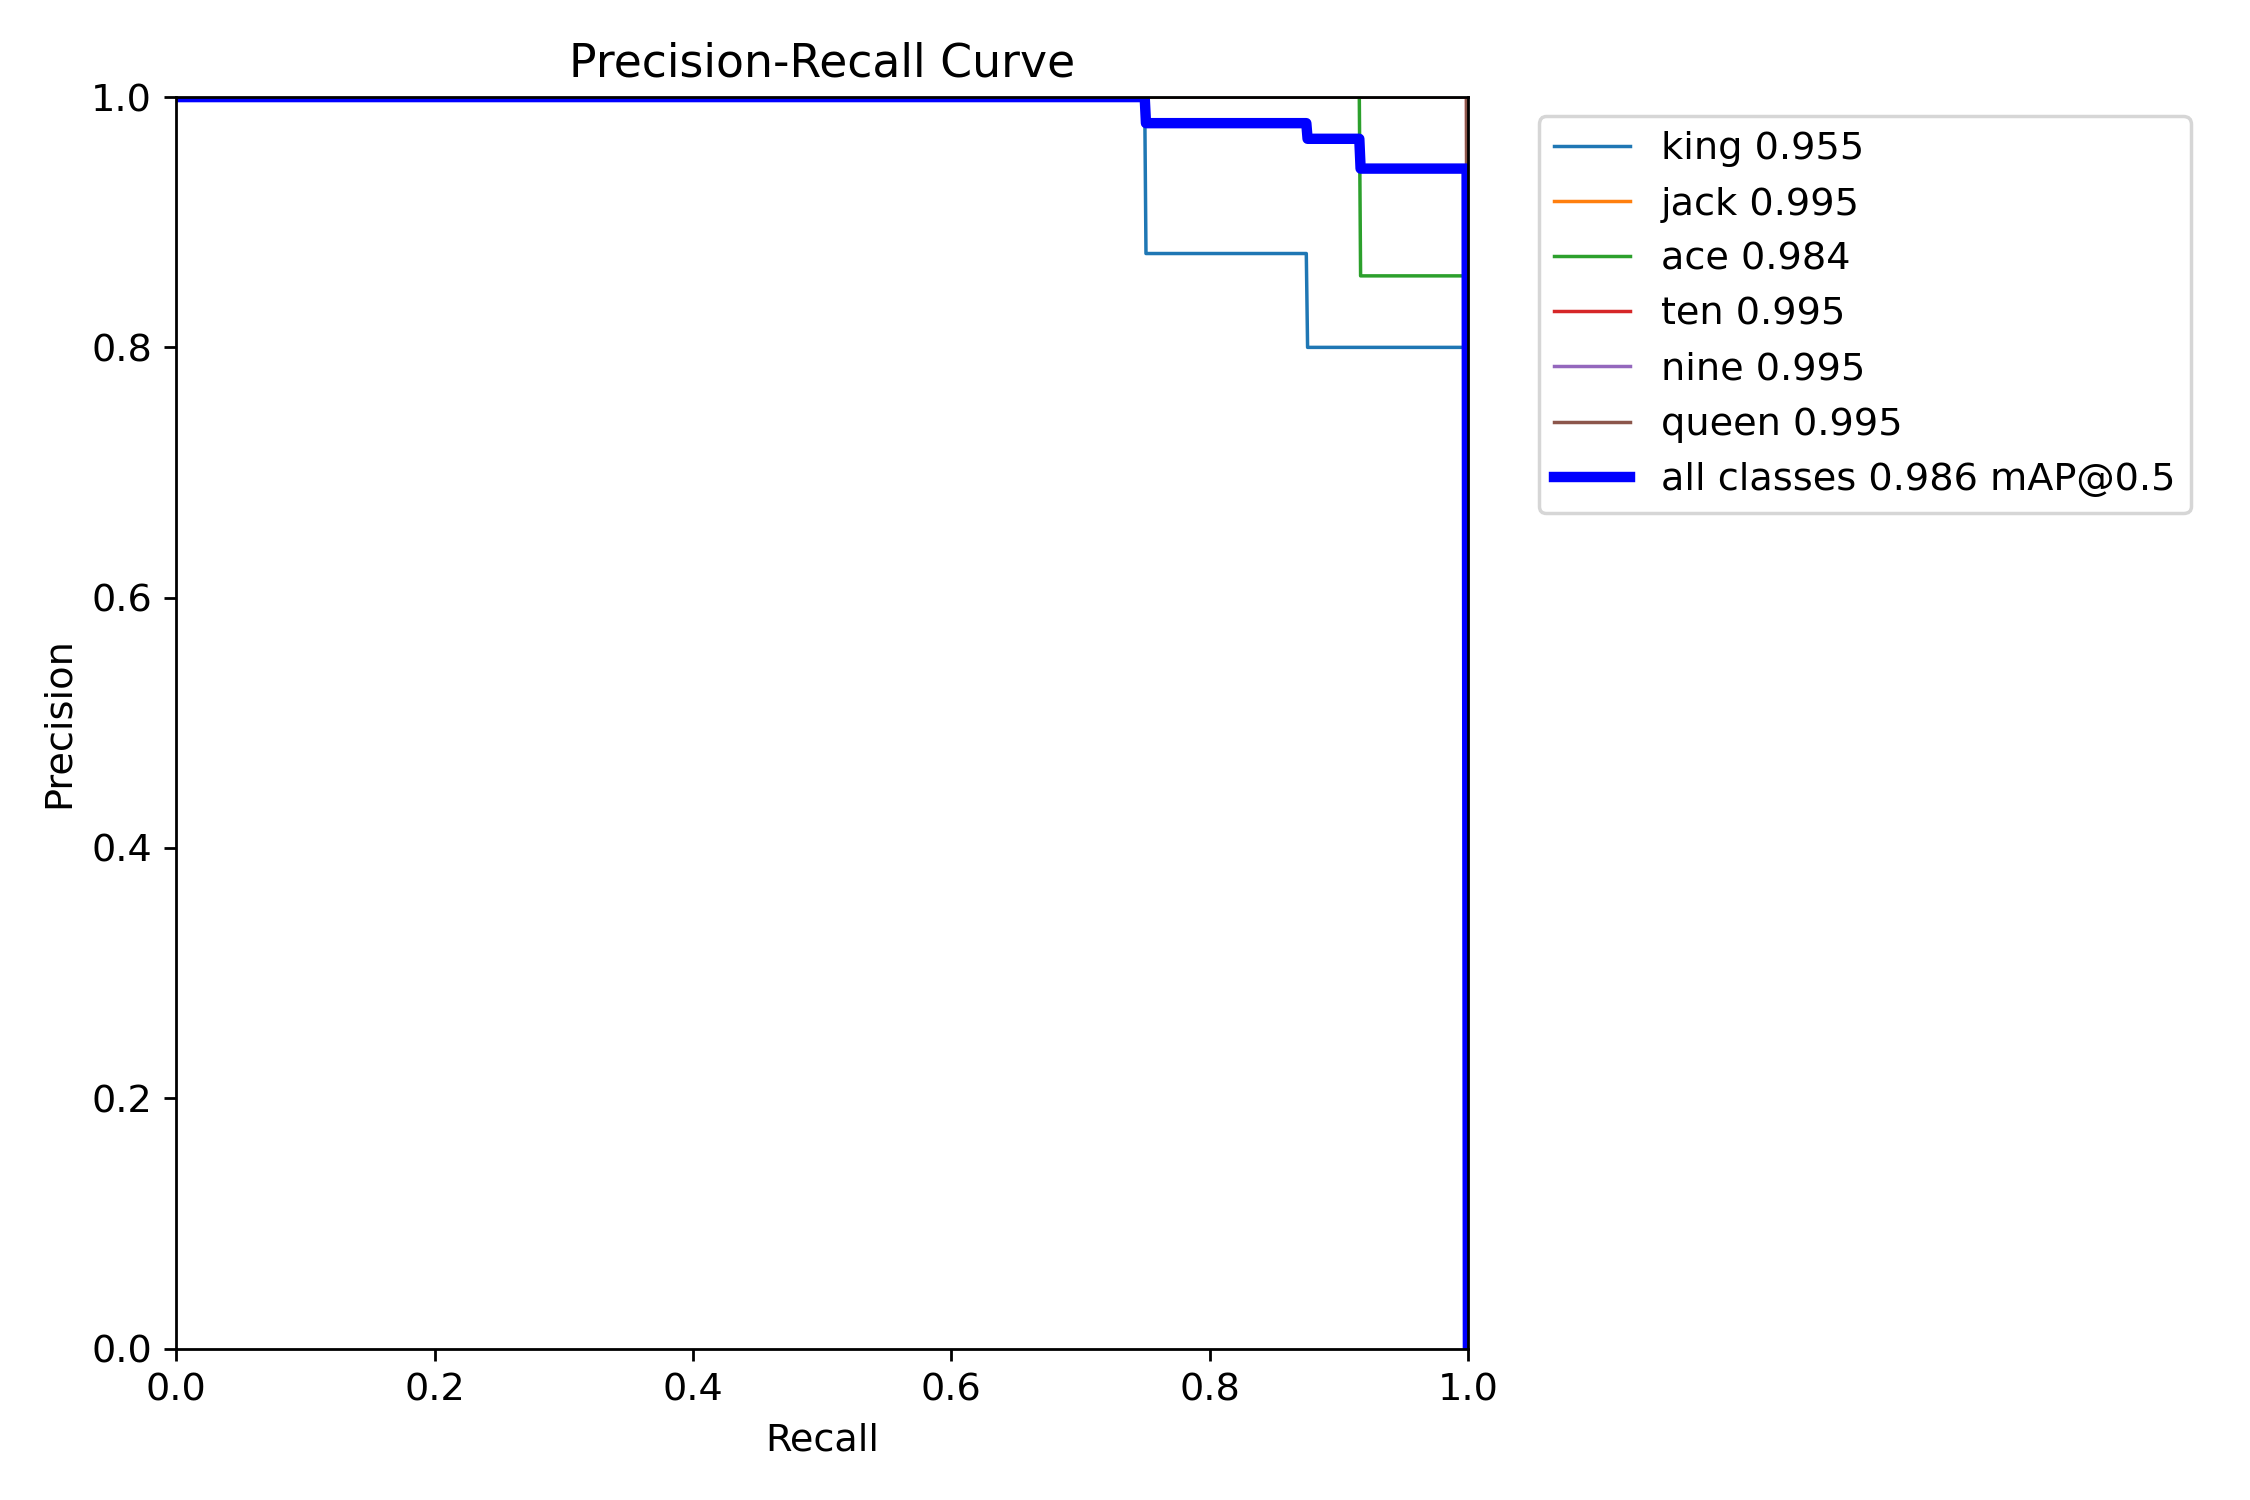 Precision-Recall Curve
1.0
0.8
0.6
0.4
0.2
0.0
Precision
0.0 0.2 0.4 0.6 0.8 1.0
Recall
king 0.955
jack 0.995
ace 0.984
ten 0.995
nine 0.995
queen 0.995
all classes 0.986 mAP@0.5